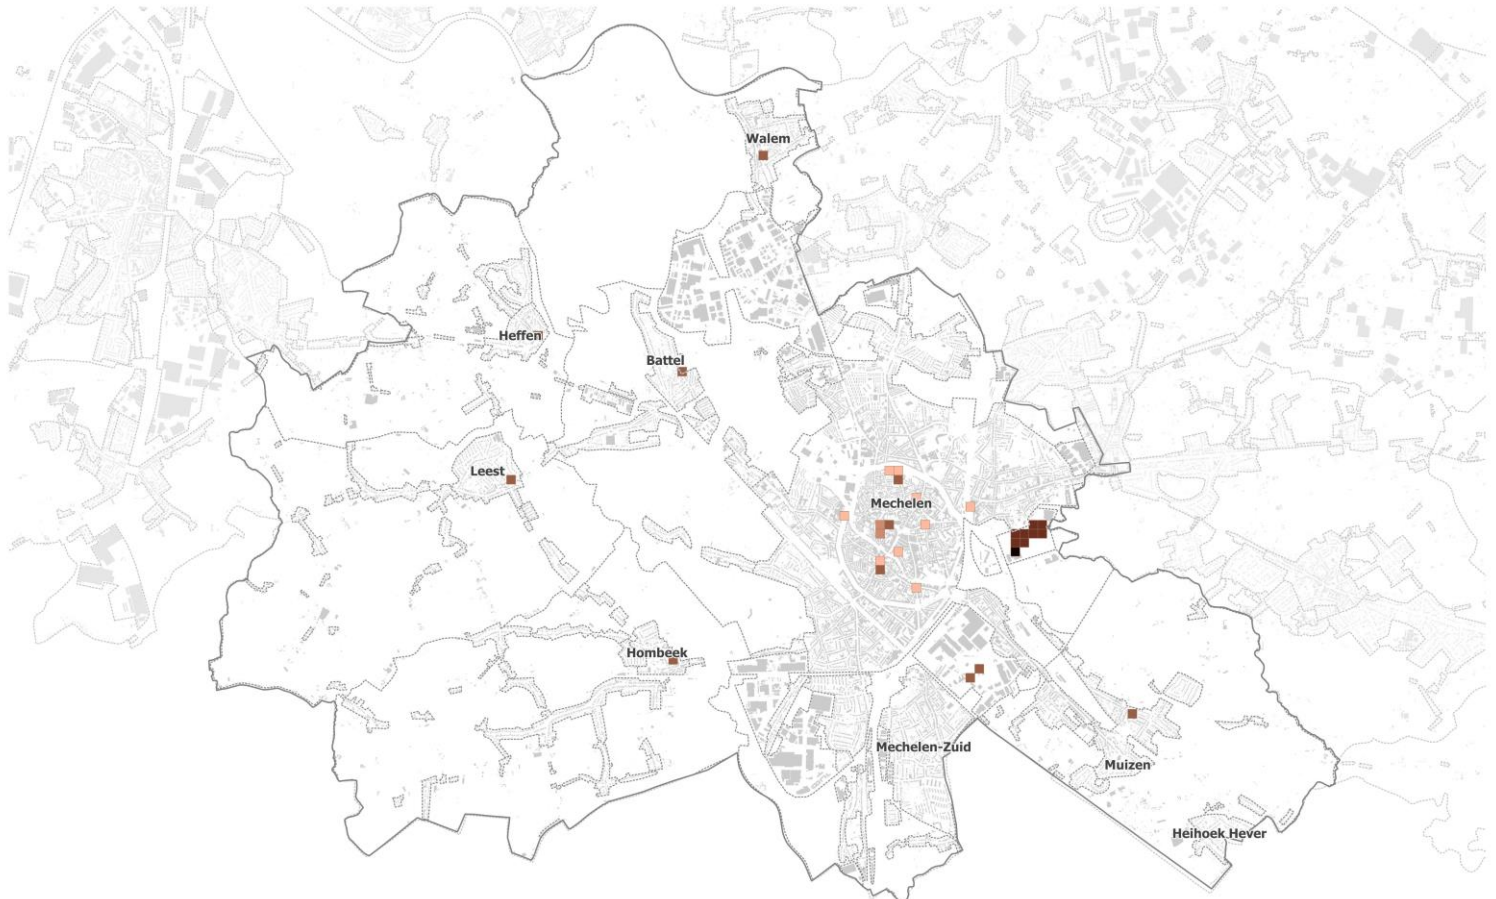 Walem
Heffen
Battel
Leest
Mechelen
Hombeek
Mechelen-Zuid
Muizen
Heihoek Hever